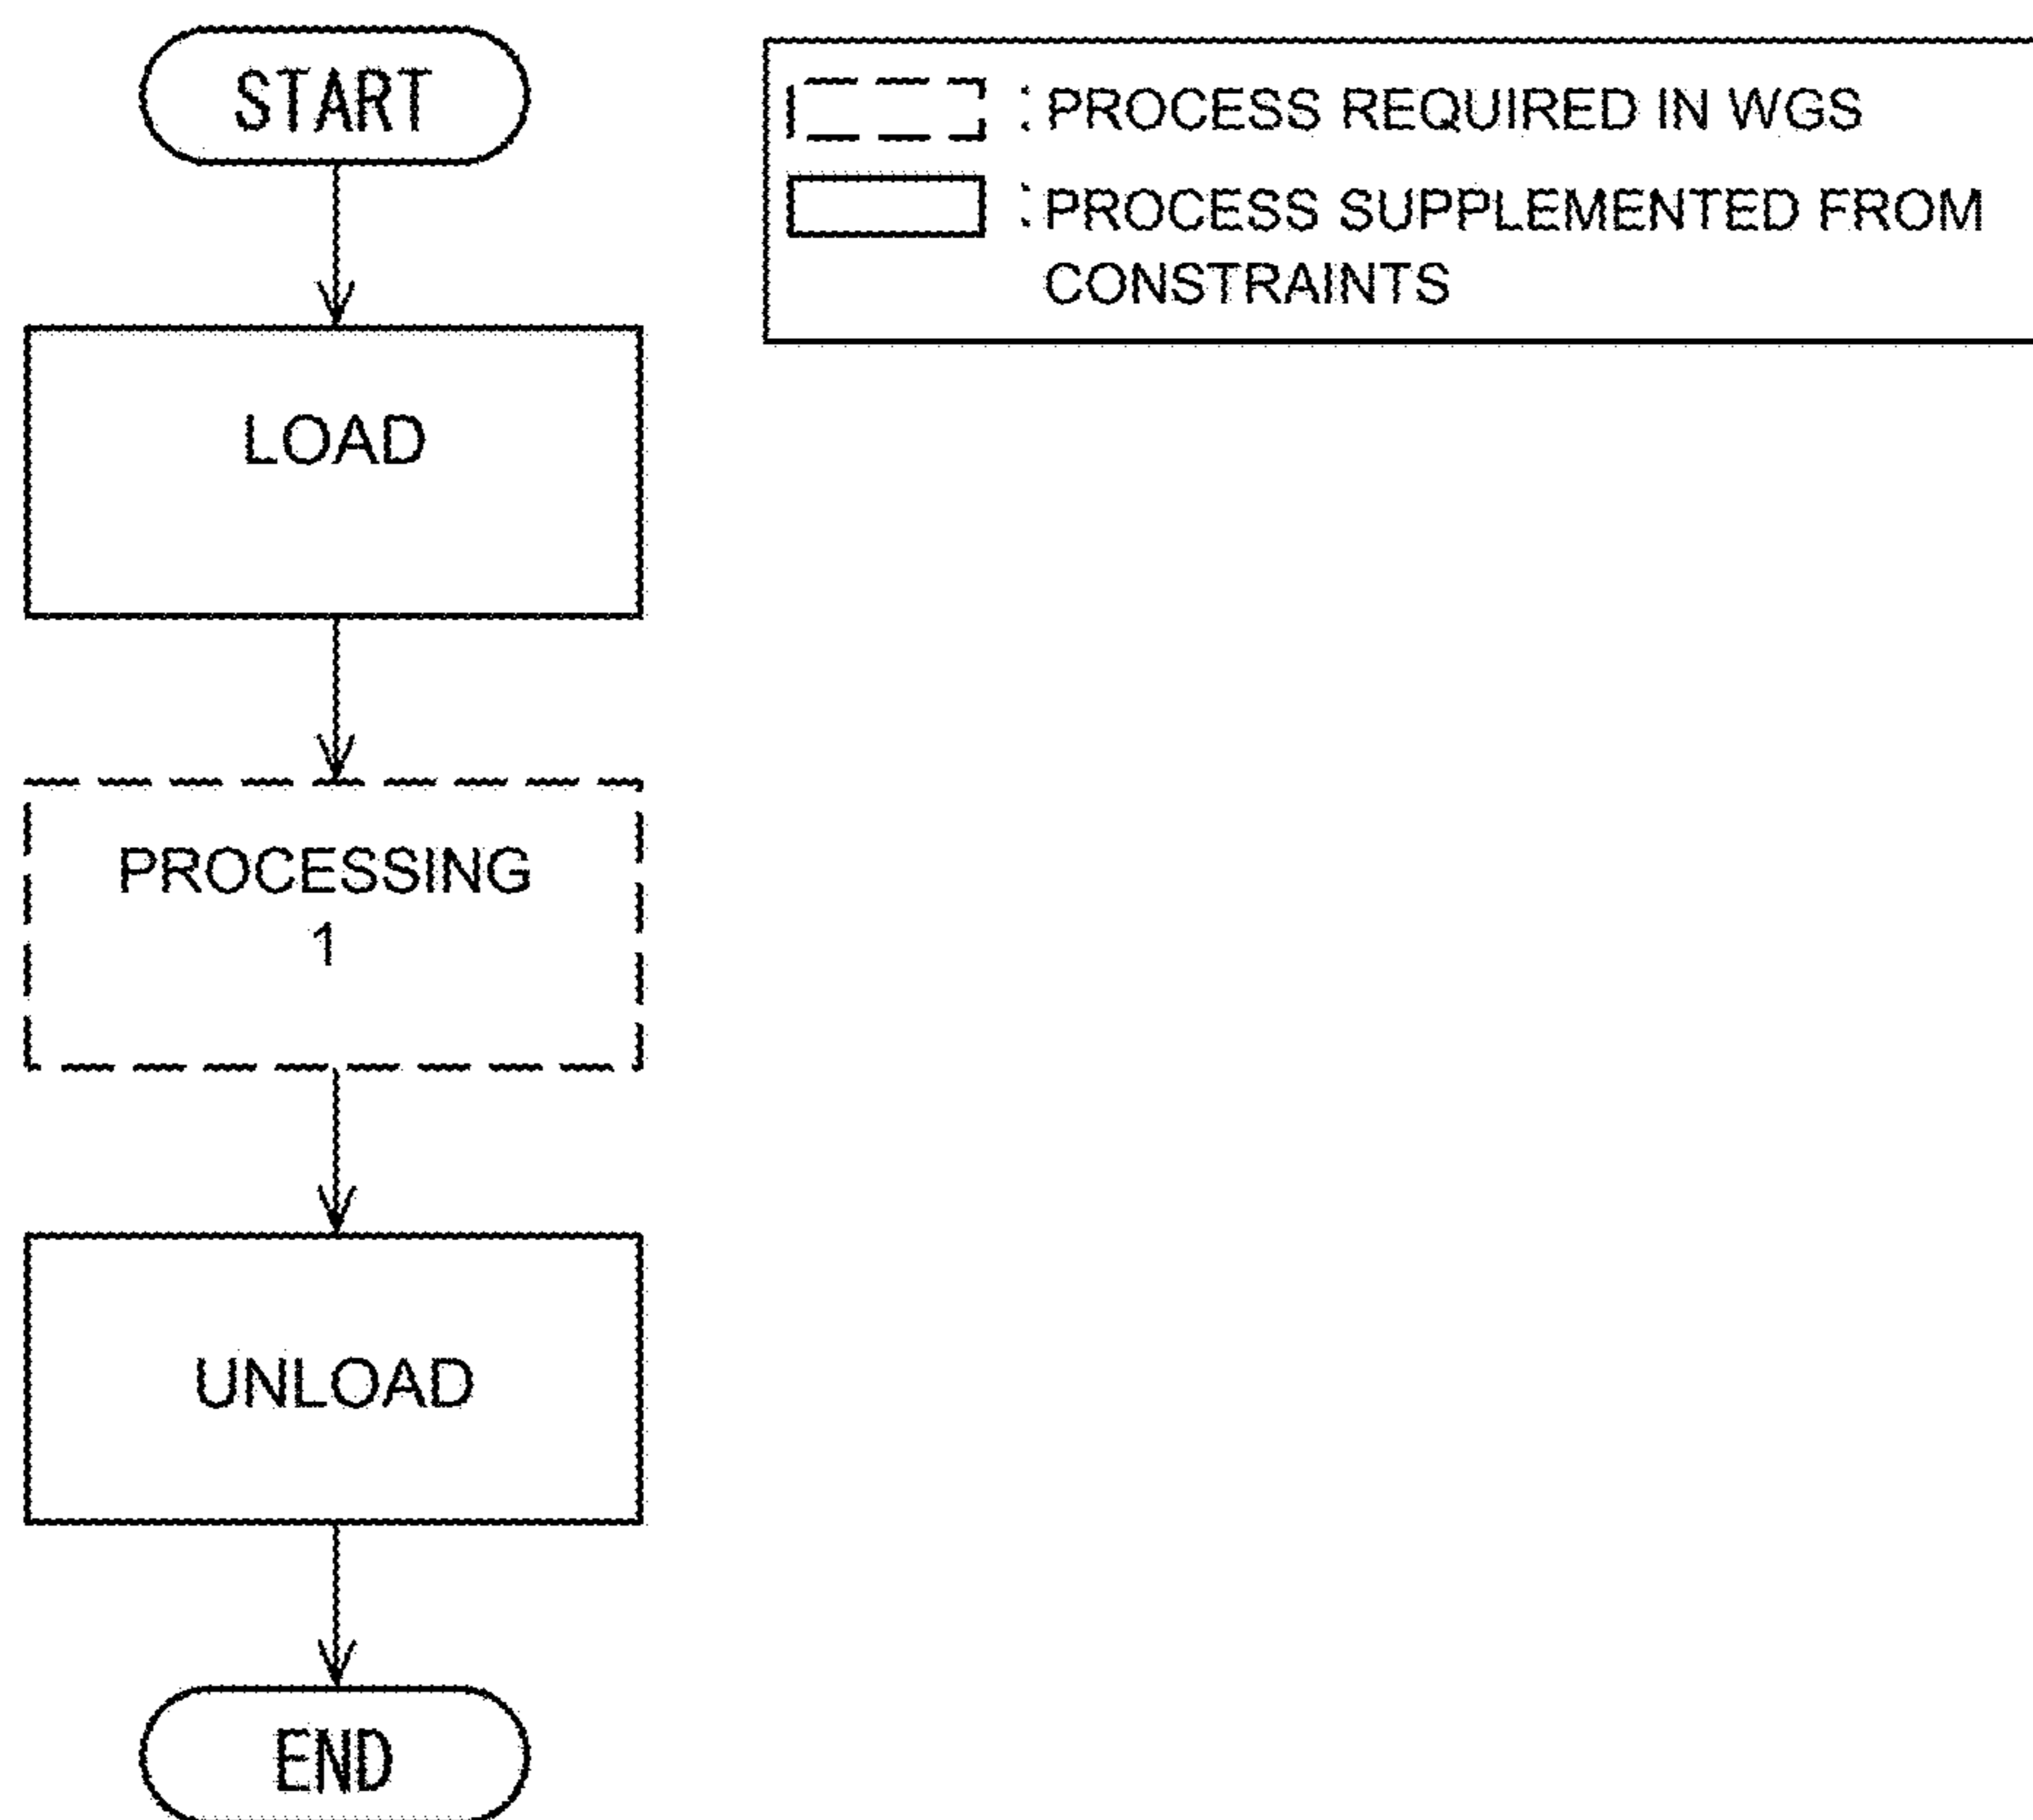 START
: PROCESS REQUIRED IN WGS
: PROCESS SUPPLEMENTED FROM
CONSTRAINTS
LOAD
PROCESSING
1
UNLOAD
END